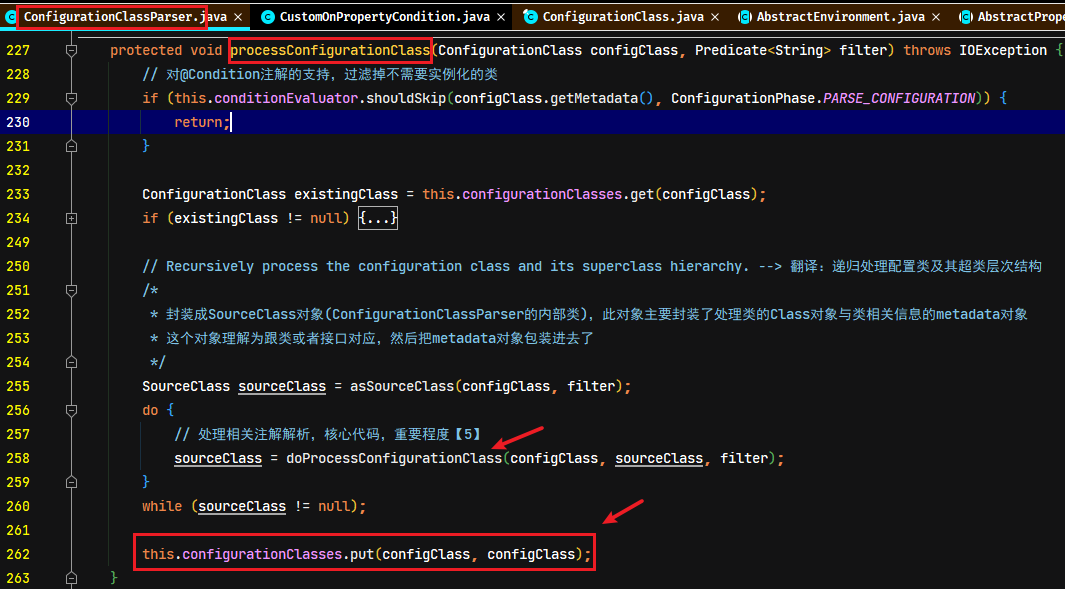 ConfigurationClassParser.java × CustomOnPropertyCondition.java × ConfigurationClass.java × AbstractEnvironment.java × AbstractPrope
227 protected void processConfigurationClass(ConfigurationClass configClass, Predicate<String> filter) throws IOException {
228 // 对@Condition注解的支持，过滤掉不需要实例化的类
229 if (this.conditionEvaluator.shouldSkip(configClass.getMetadata(), ConfigurationPhase.PARSE_CONFIGURATION)) {
230 return;
231 }
232
233 ConfigurationClass existingClass = this.configurationClasses.get(configClass);
234 if (existingClass != null) {...}
249
250 // Recursively process the configuration class and its superclass hierarchy. --> 翻译：递归处理配置类及其超类层次结构
251 /*
252 * 封装成SourceClass对象(ConfigurationClassParser的内部类)，此对象主要封装了处理类的Class对象与类相关信息的metadata对象
253 * 这个对象理解为跟类或者接口对应，然后把metadata对象包装进去了
254 */
255 SourceClass sourceClass = asSourceClass(configClass, filter);
256 do {
257 // 处理相关注解解析，核心代码，重要程度【5】
258 sourceClass = doProcessConfigurationClass(configClass, sourceClass, filter);
259 }
260 while (sourceClass != null);
261
262 this.configurationClasses.put(configClass, configClass);
263 }